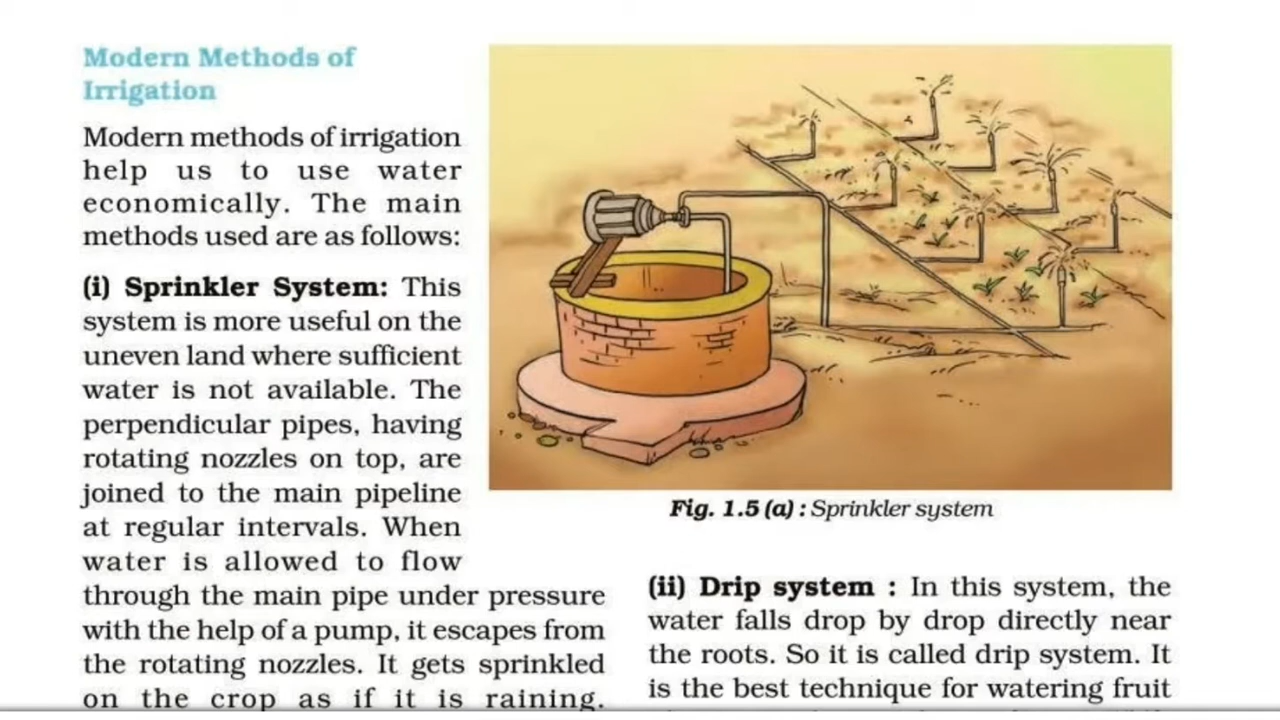 Modern Methods of
Irrigation
Modern methods of irrigation
help us to use water
economically. The main
methods used are as follows:
(i) Sprinkler System: This
system is more useful on the
uneven land where sufficient
water is not available. The
perpendicular pipes, having
rotating nozzles on top, are
joined to the main pipeline
at regular intervals. When
water is allowed to flow
through the main pipe under pressure
with the help of a pump, it escapes from
the rotating nozzles. It gets sprinkled
on the crop as if it is raining.
Fig. 1.5 (a) : Sprinkler system
(ii) Drip system : In this system, the
water falls drop by drop directly near
the roots. So it is called drip system. It
is the best technique for watering fruit